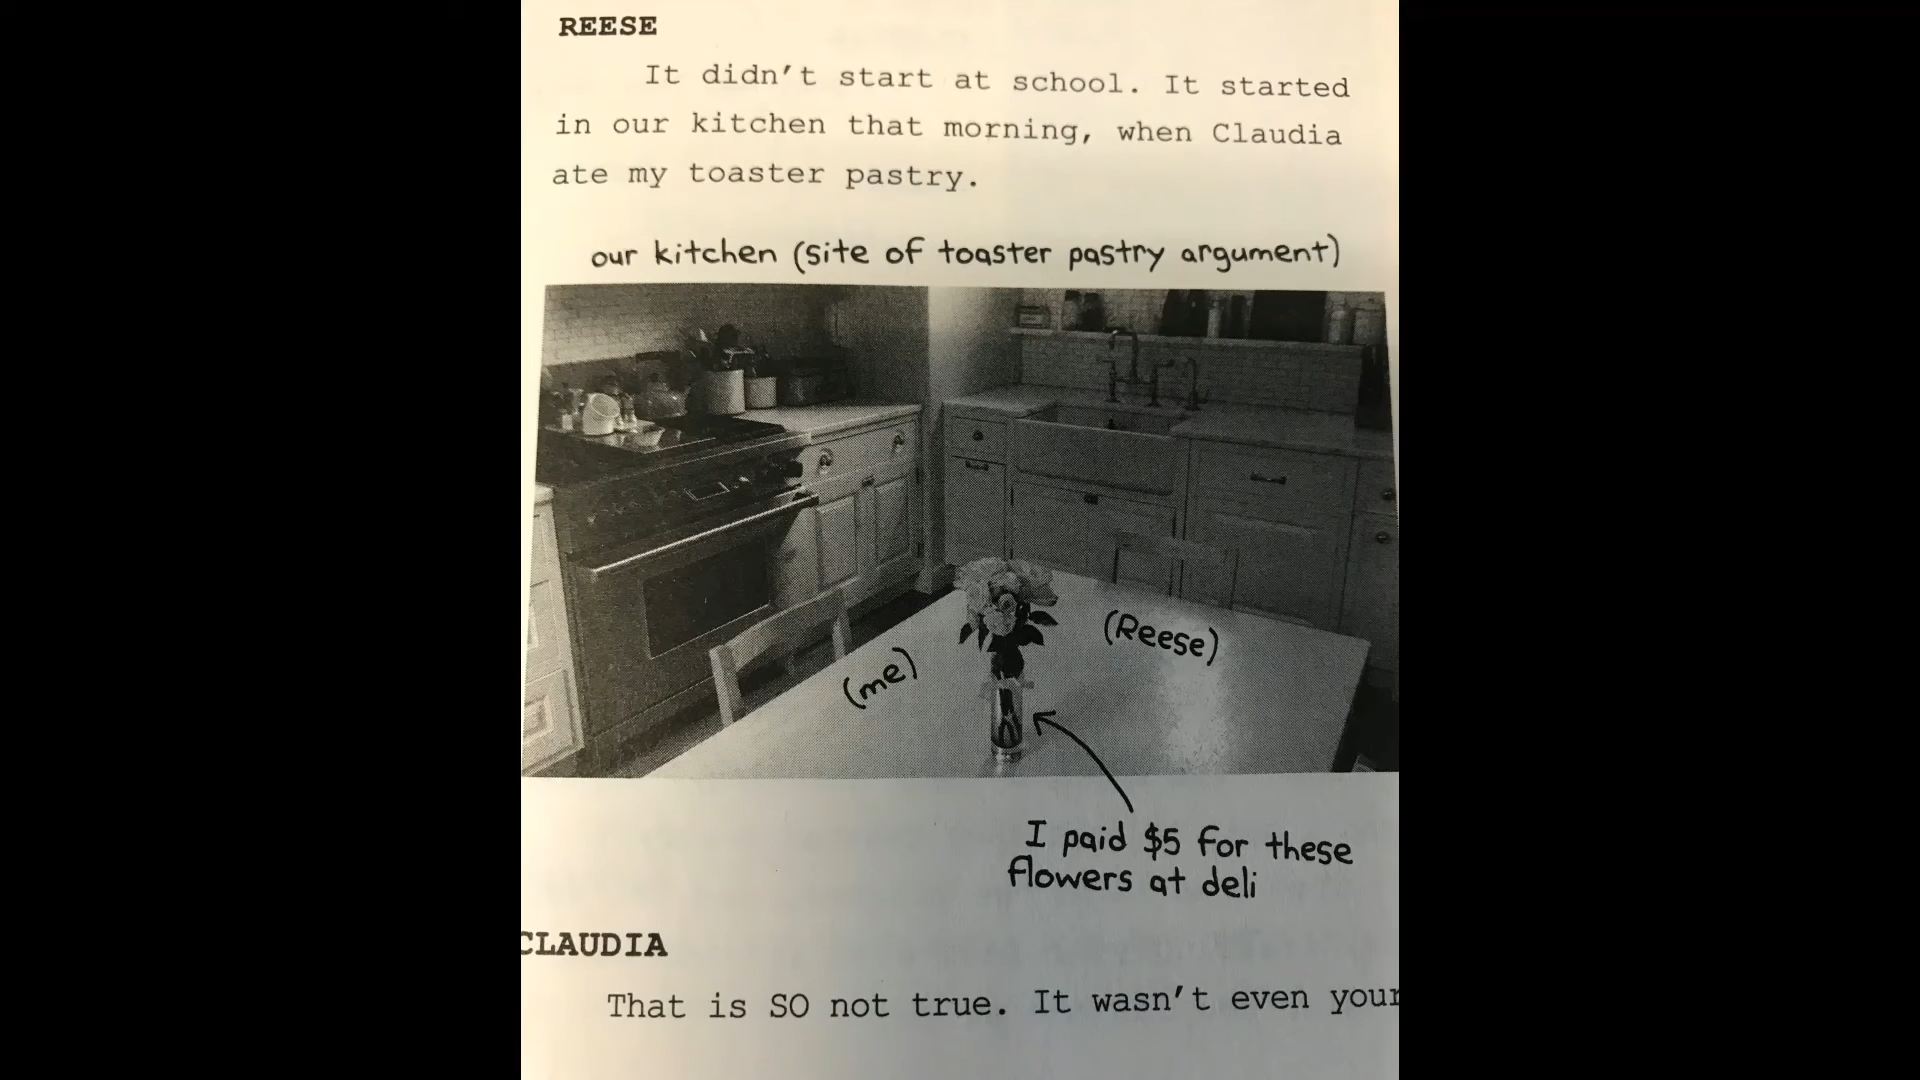 REESE
It didn't start at school. It started
in our kitchen that morning, when Claudia
ate my toaster pastry.
our kitchen (site of toaster pastry argument)
(me)
(Reese)
I paid $5 for these
flowers at deli
CLAUDIA
That is SO not true. It wasn't even your